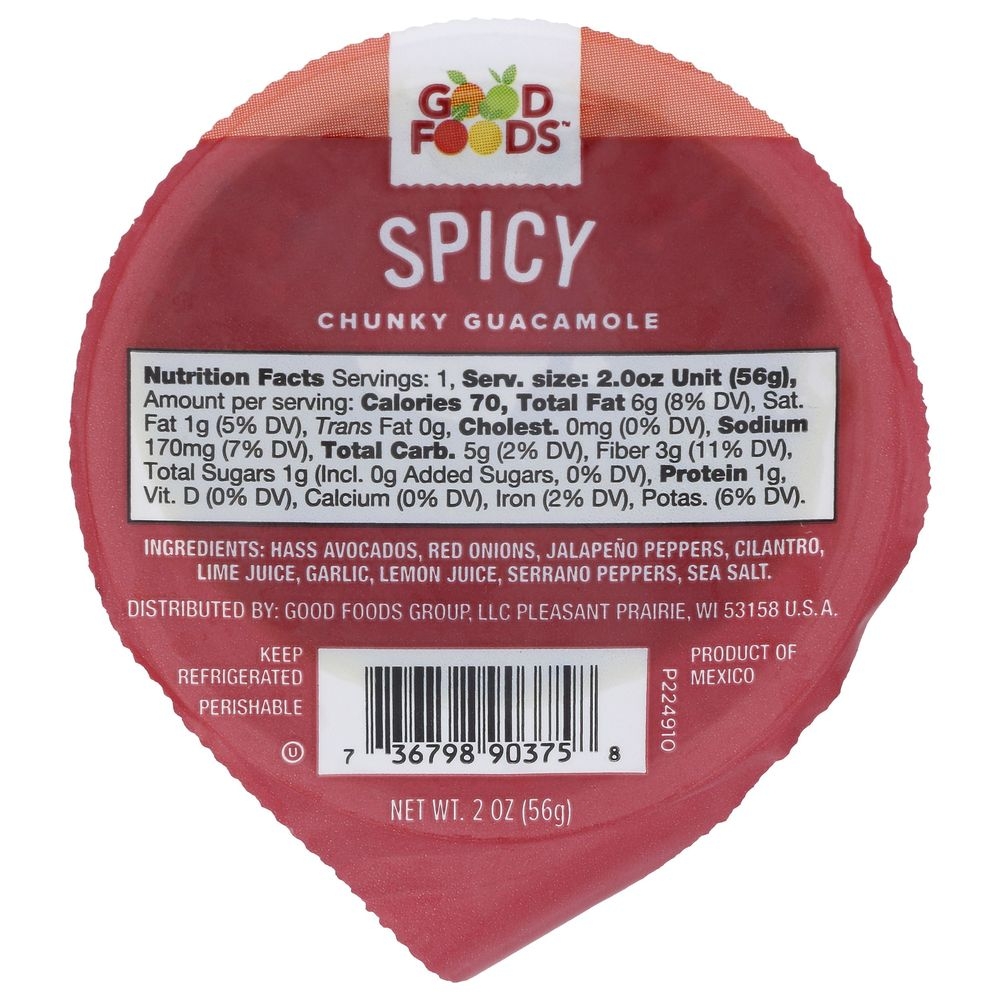 GOOD
FOODS™
SPICY
CHUNKY GUACAMOLE
Nutrition Facts Servings: 1, Serv. size: 2.0oz Unit (56g),
Amount per serving: Calories 70, Total Fat 6g (8% DV), Sat.
Fat 1g (5% DV), Trans Fat 0g, Cholest. 0mg (0% DV), Sodium
170mg (7% DV), Total Carb. 5g (2% DV), Fiber 3g (11% DV),
Total Sugars 1g (Incl. 0g Added Sugars, 0% DV), Protein 1g,
Vit. D (0% DV), Calcium (0% DV), Iron (2% DV), Potas. (6% DV).
INGREDIENTS: HASS AVOCADOS, RED ONIONS, JALAPEÑO PEPPERS, CILANTRO,
LIME JUICE, GARLIC, LEMON JUICE, SERRANO PEPPERS, SEA SALT.
DISTRIBUTED BY: GOOD FOODS GROUP, LLC PLEASANT PRAIRIE, WI 53158 U.S.A.
KEEP
REFRIGERATED
PERISHABLE
U
7 36798 90375 8
P224910
PRODUCT OF
MEXICO
NET WT. 2 OZ (56g)